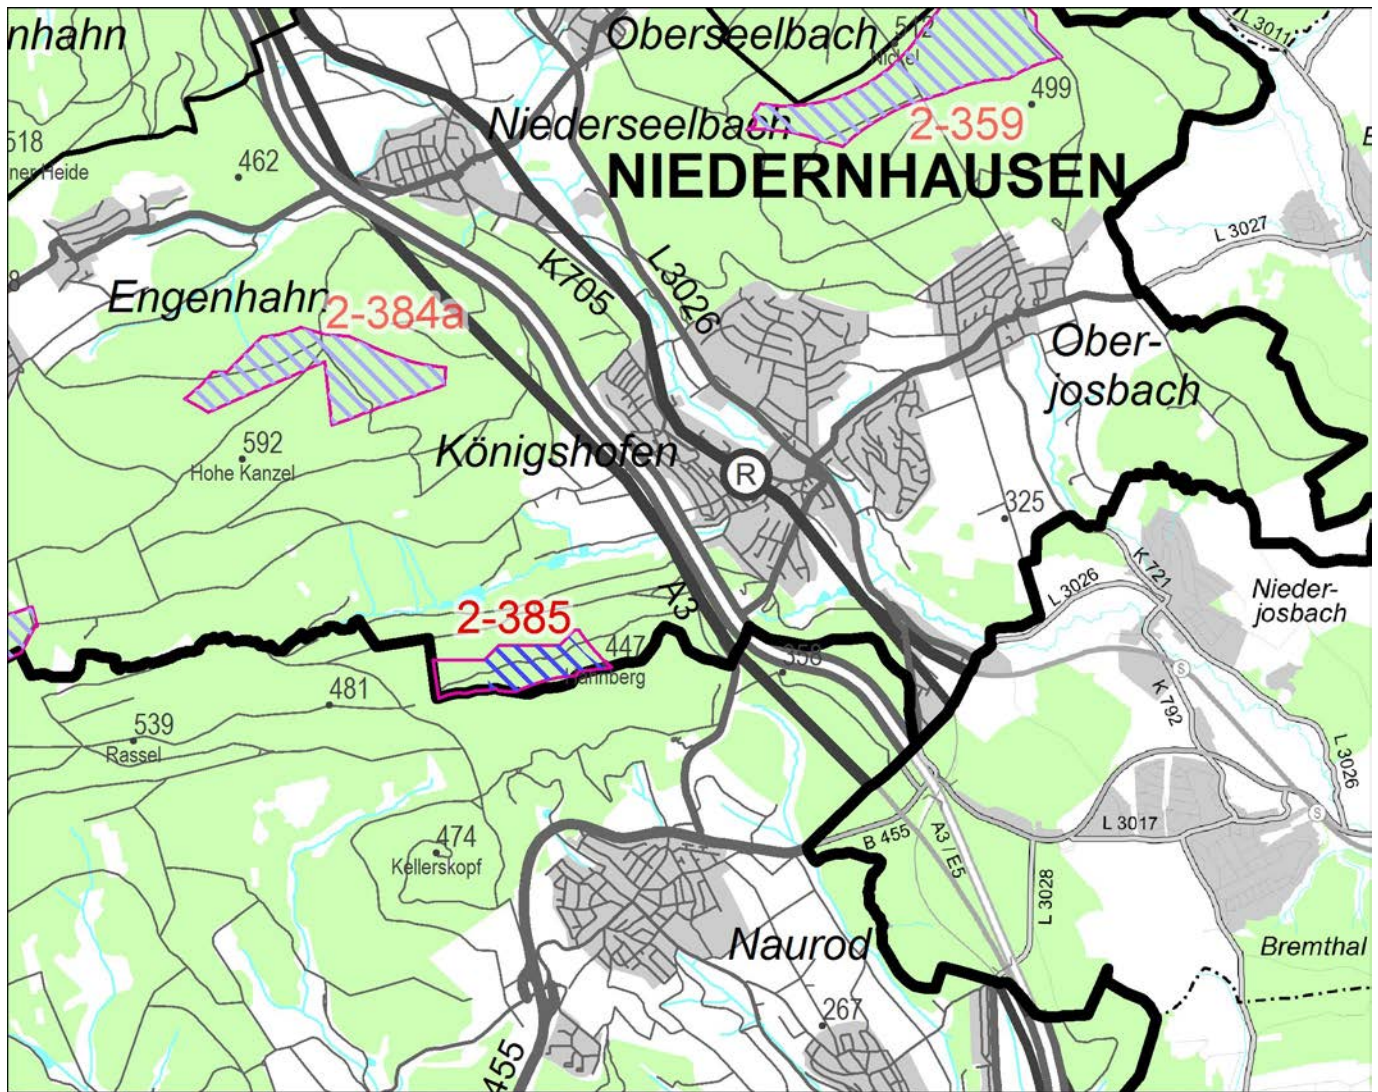 nhahn
Oberseelbach
512
Nickel
L 3011
499
2-359
Niederseelbach
518
ner Heide
462
NIEDERNHAUSEN
L 3027
K705
L3026
Engenhahn
2-384a
Ober-
josbach
592
Hohe Kanzel
Königshofen
R
325
K 721
L 3026
Nieder-
josbach
A3
2-385
447
358
S
481
K 792
539
Rassel
L 3026
S
L 3017
B 455
A3 / E5
474
Kellerskopf
L 3028
Naurod
Bremthal
267
455